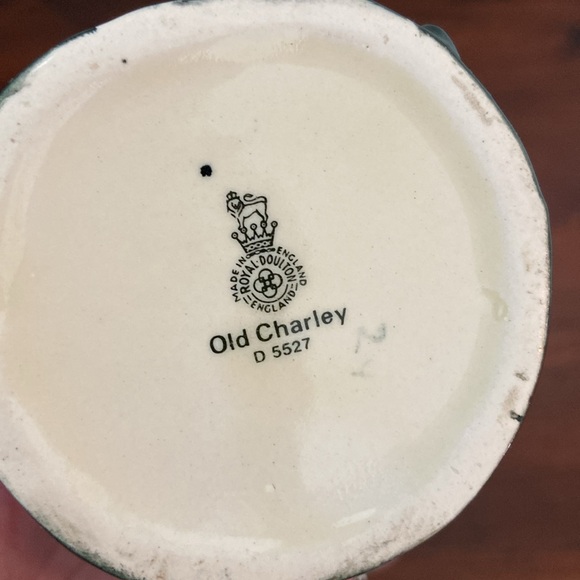 MADE IN ENGLAND
ROYAL·DOULTON
ENGLAND
Old Charley
D 5527